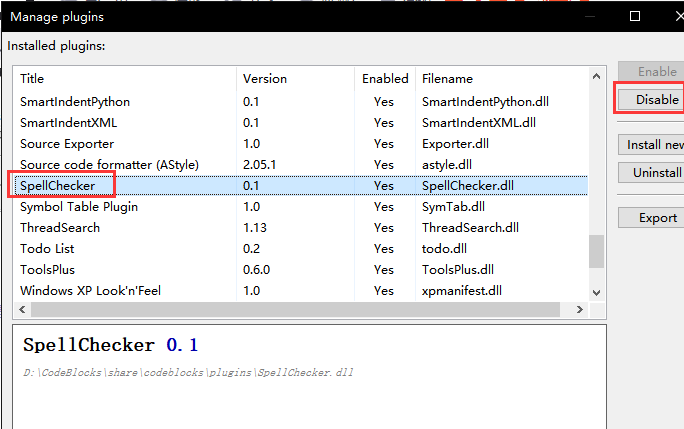 Manage plugins
Installed plugins:
Title Version Enabled Filename
SmartIndentPython 0.1 Yes SmartIndentPython.dll
SmartIndentXML 0.1 Yes SmartIndentXML.dll
Source Exporter 1.0 Yes Exporter.dll
Source code formatter (AStyle) 2.05.1 Yes astyle.dll
SpellChecker 0.1 Yes SpellChecker.dll
Symbol Table Plugin 1.0 Yes SymTab.dll
ThreadSearch 1.13 Yes ThreadSearch.dll
Todo List 0.2 Yes todo.dll
ToolsPlus 0.6.0 Yes ToolsPlus.dll
Windows XP Look'n'Feel 1.0 Yes xpmanifest.dll
Enable
Disable
Install new
Uninstall
Export
SpellChecker 0.1
D:\CodeBlocks\share\codeblocks\plugins\SpellChecker.dll